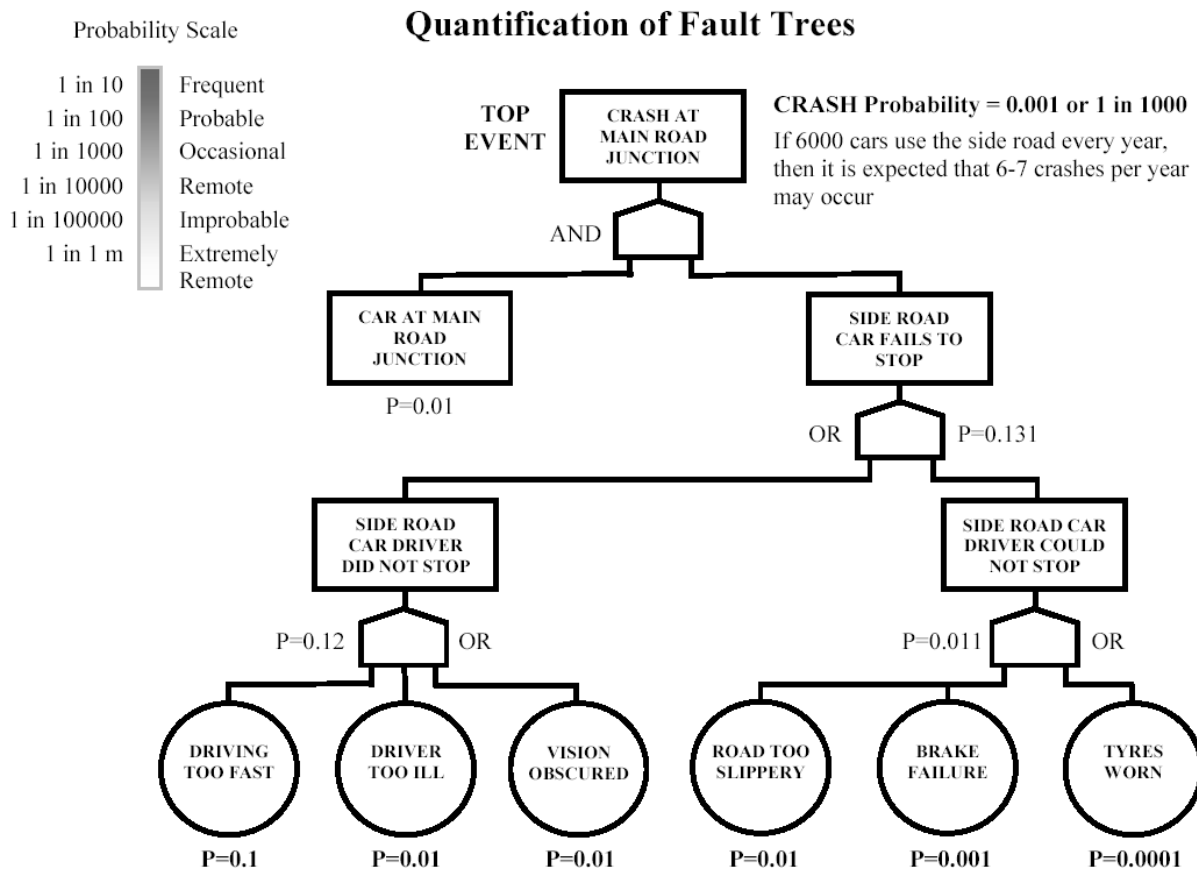 Quantification of Fault Trees
Probability Scale
1 in 10 Frequent
1 in 100 Probable
1 in 1000 Occasional
1 in 10000 Remote
1 in 100000 Improbable
1 in 1 m Extremely
Remote
TOP
EVENT
CRASH AT
MAIN ROAD
JUNCTION
CRASH Probability = 0.001 or 1 in 1000
If 6000 cars use the side road every year,
then it is expected that 6-7 crashes per year
may occur
AND
CAR AT MAIN
ROAD
JUNCTION
P=0.01
SIDE ROAD
CAR FAILS TO
STOP
OR
P=0.131
SIDE ROAD
CAR DRIVER
DID NOT STOP
P=0.12
OR
SIDE ROAD CAR
DRIVER COULD
NOT STOP
P=0.011
OR
DRIVING
TOO FAST
P=0.1
DRIVER
TOO ILL
P=0.01
VISION
OBSCURED
P=0.01
ROAD TOO
SLIPPERY
P=0.01
BRAKE
FAILURE
P=0.001
TYRES
WORN
P=0.0001